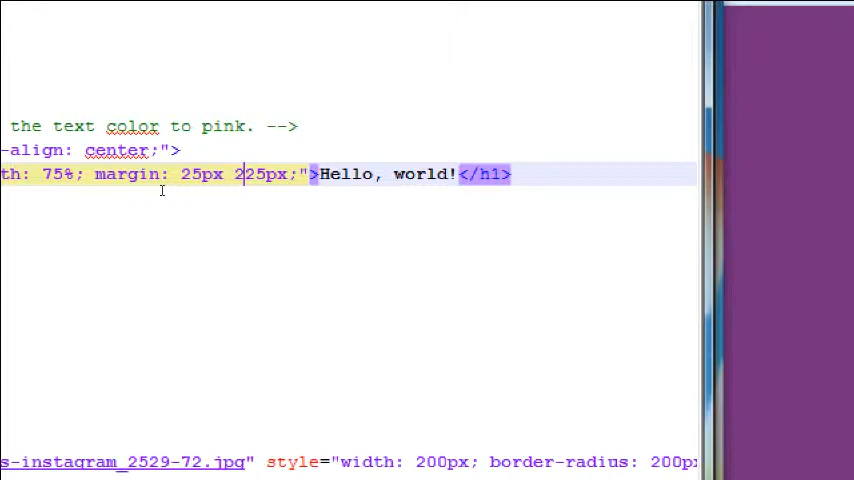 the text color to pink. -->
-align: center;">
th: 75%; margin: 25px 225px;">Hello, world!</h1>
s-instagram_2529-72.jpg" style="width: 200px; border-radius: 200p